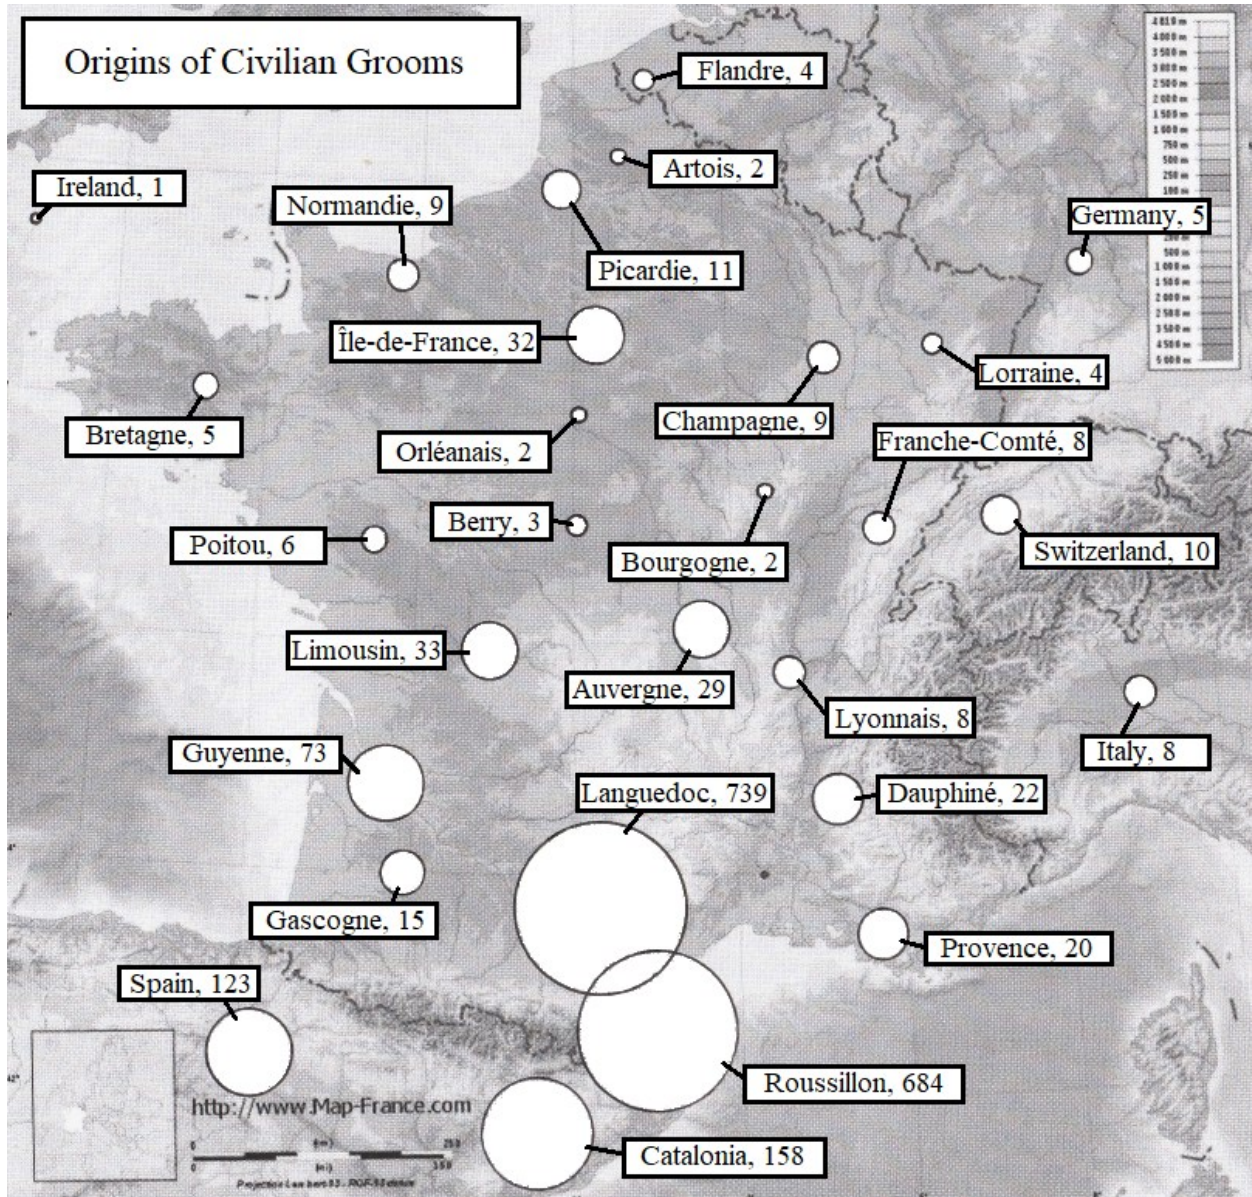 Origins of Civilian Grooms
Flandre, 4
Artois, 2
Ireland, 1
Normandie, 9
Germany, 5
Picardie, 11
Île-de-France, 32
Lorraine, 4
Champagne, 9
Bretagne, 5
Orléanais, 2
Franche-Comté, 8
Berry, 3
Poitou, 6
Bourgogne, 2
Switzerland, 10
Limousin, 33
Auvergne, 29
Lyonnais, 8
Italy, 8
Guyenne, 73
Languedoc, 739
Dauphiné, 22
Gascogne, 15
Provence, 20
Spain, 123
Roussillon, 684
http://www.Map-France.com
Catalonia, 158